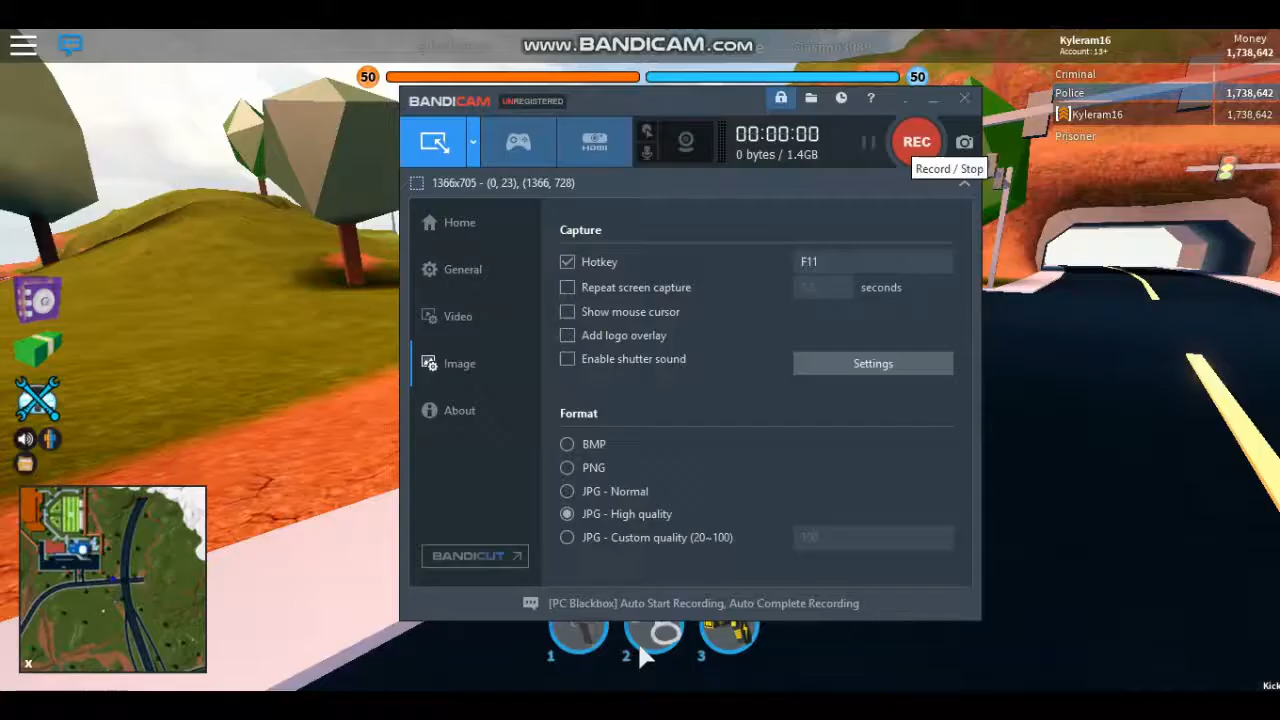 www.BANDICAM.com
Kyleram16
Account: 13+
Money
1,738,642
50
50
Criminal
Police 1,738,642
Kyleram16 1,738,642
Prisoner
BANDICAM UNREGISTERED
?
HDMI
00:00:00
0 bytes / 1.4GB
REC
Record / Stop
1366x705 - (0, 23), (1366, 728)
Home
General
Video
Image
About
BANDICUT
Capture
Hotkey F11
Repeat screen capture seconds
Show mouse cursor
Add logo overlay
Enable shutter sound
Settings
Format
BMP
PNG
JPG - Normal
JPG - High quality
JPG - Custom quality (20~100) 100
[PC Blackbox] Auto Start Recording, Auto Complete Recording
1 2 3
X
Kick